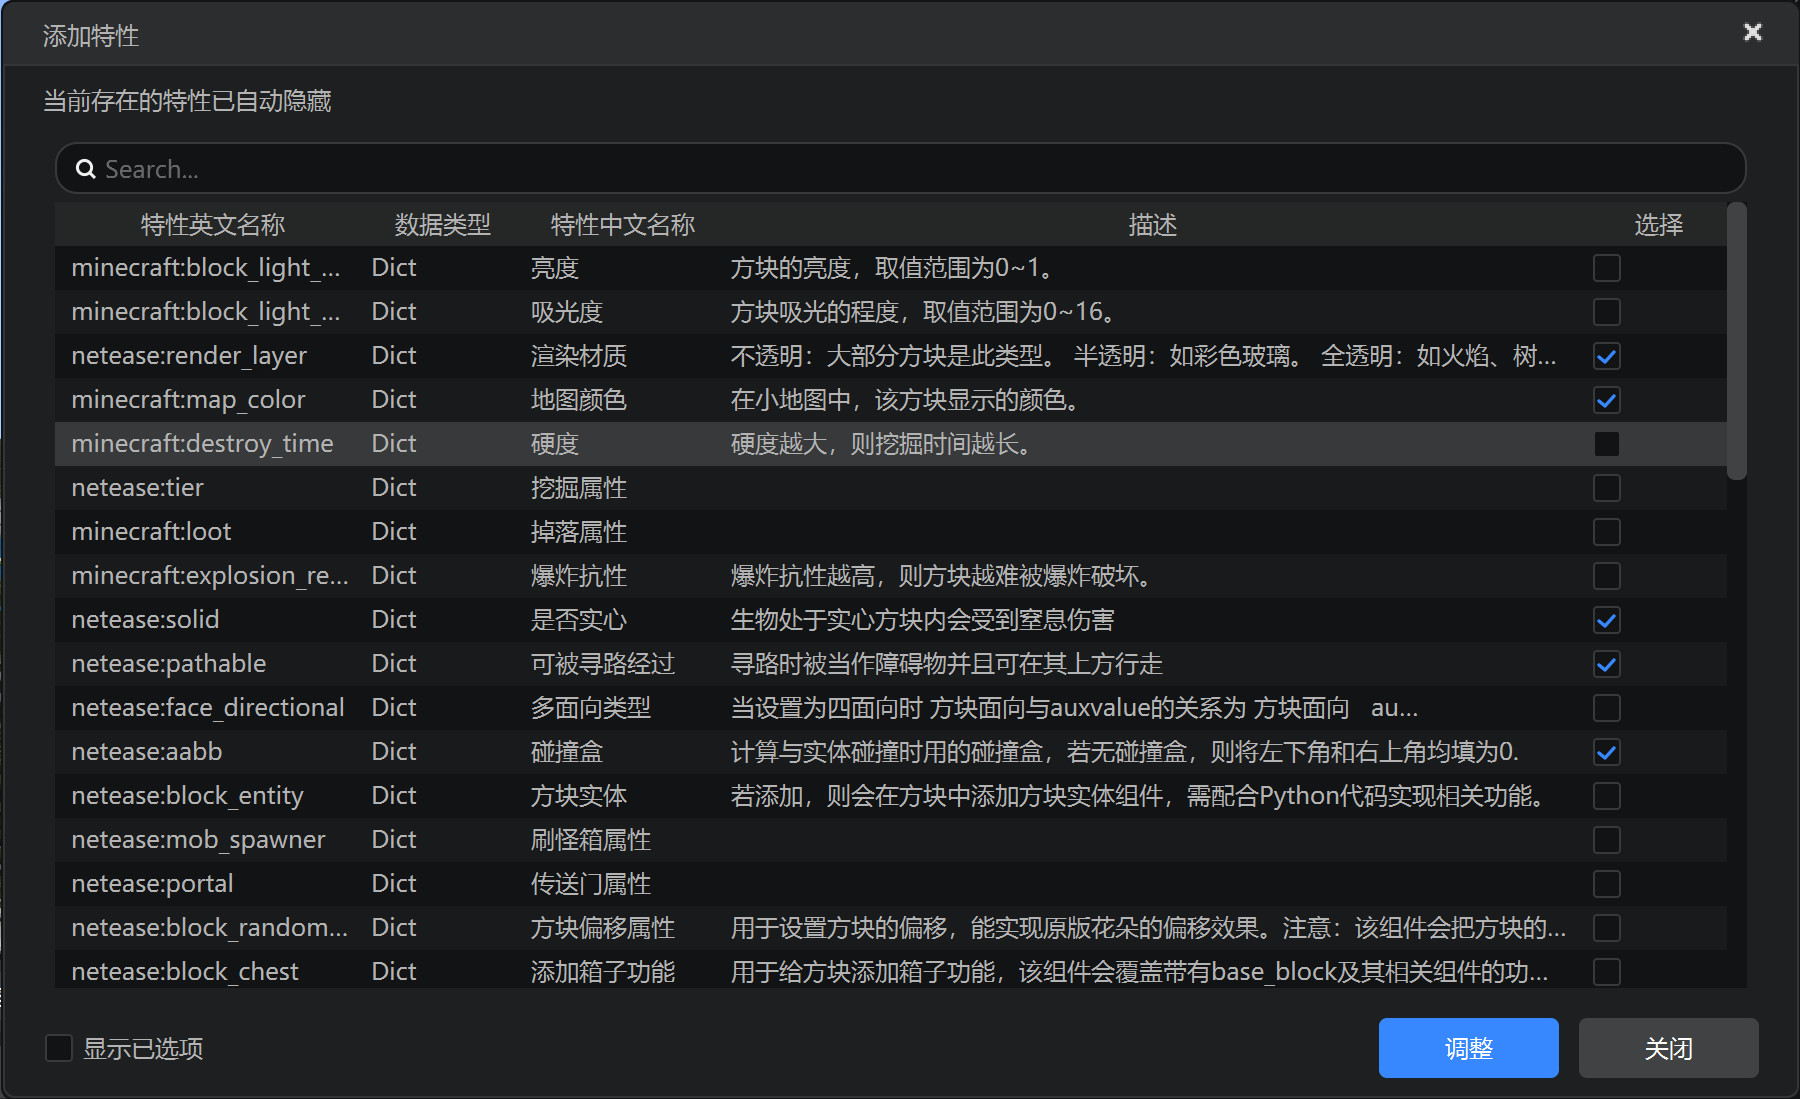 添加特性
当前存在的特性已自动隐藏
Search...
特性英文名称 数据类型 特性中文名称 描述 选择
minecraft:block_light_... Dict 亮度 方块的亮度，取值范围为0~1。
minecraft:block_light_... Dict 吸光度 方块吸光的程度，取值范围为0~16。
netease:render_layer Dict 渲染材质 不透明：大部分方块是此类型。 半透明：如彩色玻璃。 全透明：如火焰、树...
minecraft:map_color Dict 地图颜色 在小地图中，该方块显示的颜色。
minecraft:destroy_time Dict 硬度 硬度越大，则挖掘时间越长。
netease:tier Dict 挖掘属性
minecraft:loot Dict 掉落属性
minecraft:explosion_re... Dict 爆炸抗性 爆炸抗性越高，则方块越难被爆炸破坏。
netease:solid Dict 是否实心 生物处于实心方块内会受到窒息伤害
netease:pathable Dict 可被寻路经过 寻路时被当作障碍物并且可在其上方行走
netease:face_directional Dict 多面向类型 当设置为四面向时 方块面向与auxvalue的关系为 方块面向 au...
netease:aabb Dict 碰撞盒 计算与实体碰撞时用的碰撞盒，若无碰撞盒，则将左下角和右上角均填为0.
netease:block_entity Dict 方块实体 若添加，则会在方块中添加方块实体组件，需配合Python代码实现相关功能。
netease:mob_spawner Dict 刷怪箱属性
netease:portal Dict 传送门属性
netease:block_random... Dict 方块偏移属性 用于设置方块的偏移，能实现原版花朵的偏移效果。注意：该组件会把方块的...
netease:block_chest Dict 添加箱子功能 用于给方块添加箱子功能，该组件会覆盖带有base_block及其相关组件的功...
显示已选项 调整 关闭